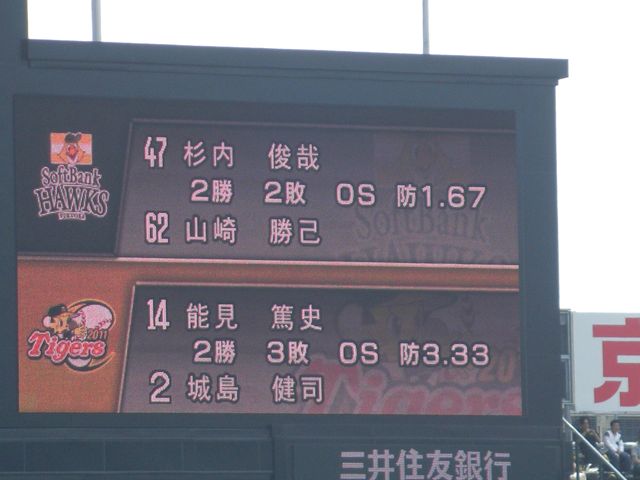 SoftBank
HAWKS
47 杉内 俊哉
2勝 2敗 0S 防1.67
62 山崎 勝己
2011
Tigers
14 能見 篤史
2勝 3敗 0S 防3.33
2 城島 健司
京
三井住友銀行